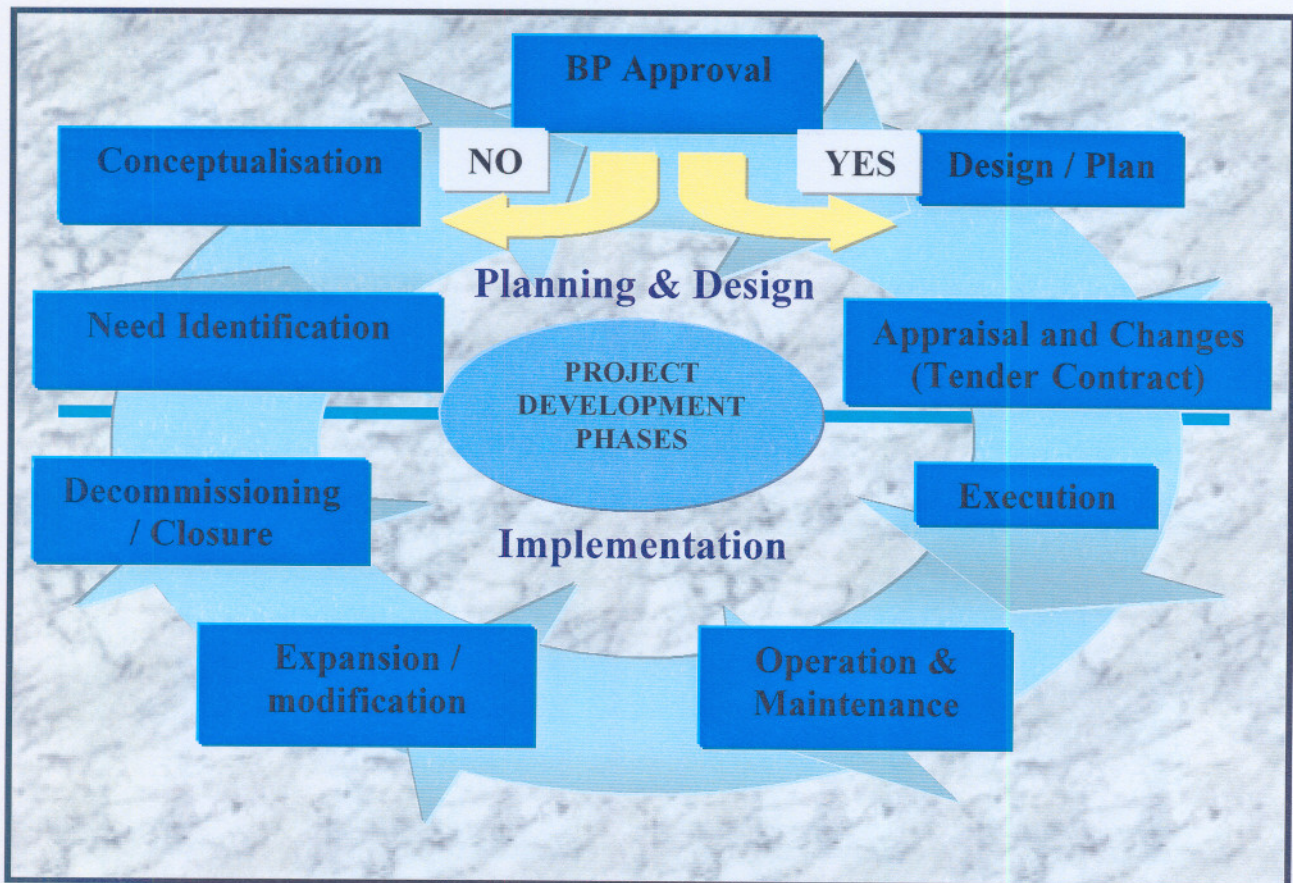 BP Approval
Conceptualisation
NO
YES
Design / Plan
Planning & Design
Need Identification
Appraisal and Changes
(Tender Contract)
PROJECT
DEVELOPMENT
PHASES
Decommissioning
/ Closure
Execution
Implementation
Expansion /
modification
Operation &
Maintenance